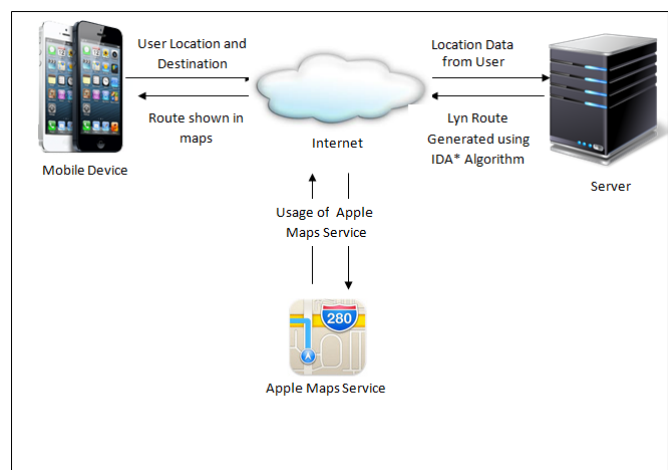 User Location and
Destination
Route shown in
maps
Mobile Device
Internet
Location Data
from User
Lyn Route
Generated using
IDA* Algorithm
Server
Usage of Apple
Maps Service
280
Apple Maps Service